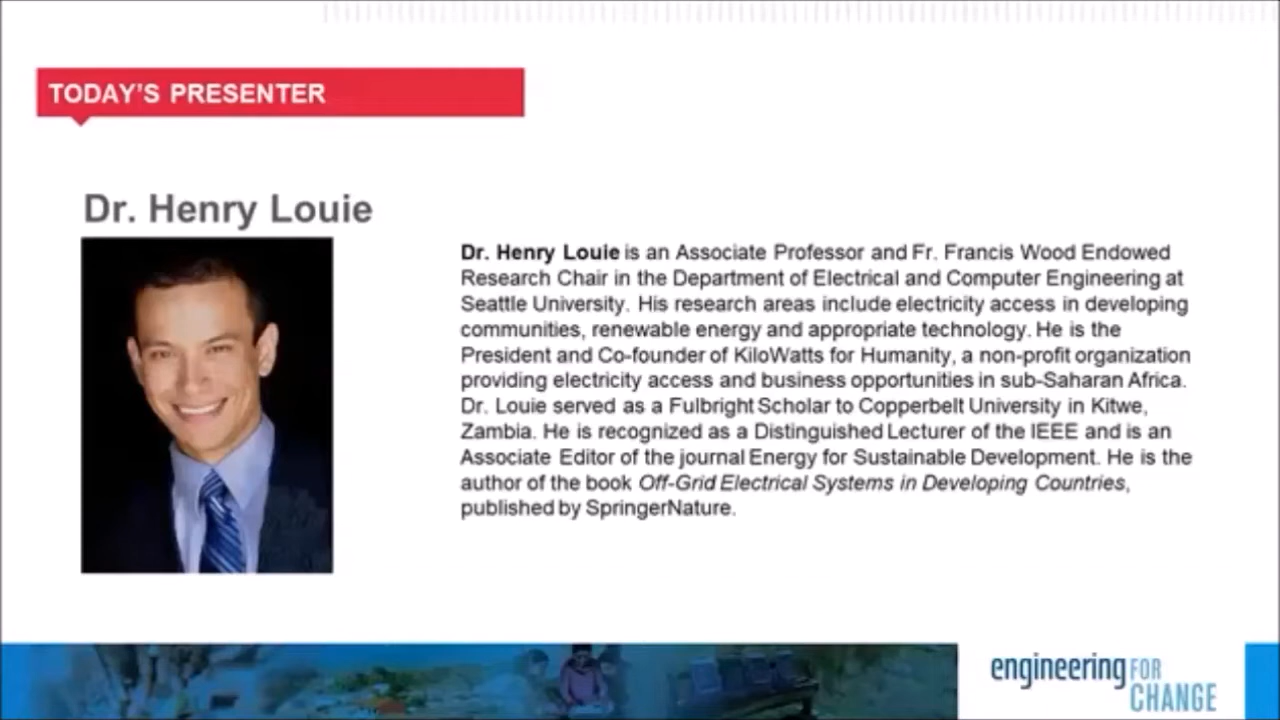 TODAY'S PRESENTER
Dr. Henry Louie
Dr. Henry Louie is an Associate Professor and Fr. Francis Wood Endowed
Research Chair in the Department of Electrical and Computer Engineering at
Seattle University. His research areas include electricity access in developing
communities, renewable energy and appropriate technology. He is the
President and Co-founder of KiloWatts for Humanity, a non-profit organization
providing electricity access and business opportunities in sub-Saharan Africa.
Dr. Louie served as a Fulbright Scholar to Copperbelt University in Kitwe,
Zambia. He is recognized as a Distinguished Lecturer of the IEEE and is an
Associate Editor of the journal Energy for Sustainable Development. He is the
author of the book Off-Grid Electrical Systems in Developing Countries,
published by SpringerNature.
engineering FOR
CHANGE